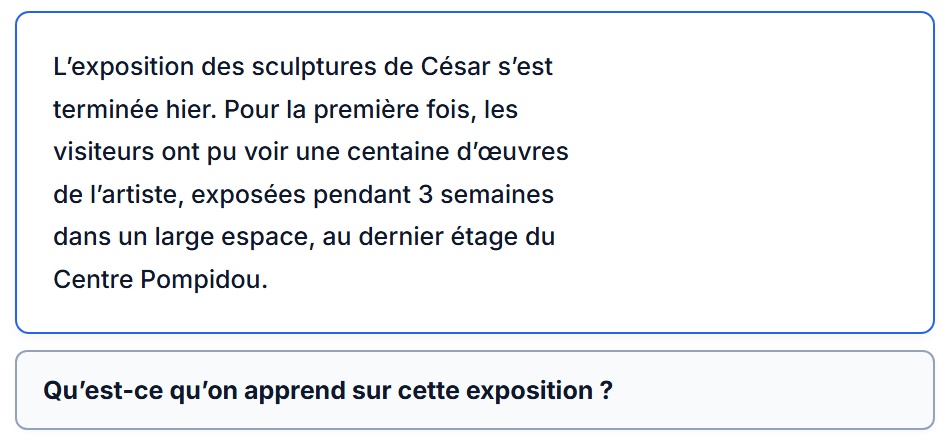 L’exposition des sculptures de César s’est
terminée hier. Pour la première fois, les
visiteurs ont pu voir une centaine d’œuvres
de l’artiste, exposées pendant 3 semaines
dans un large espace, au dernier étage du
Centre Pompidou.
Qu’est-ce qu’on apprend sur cette exposition ?